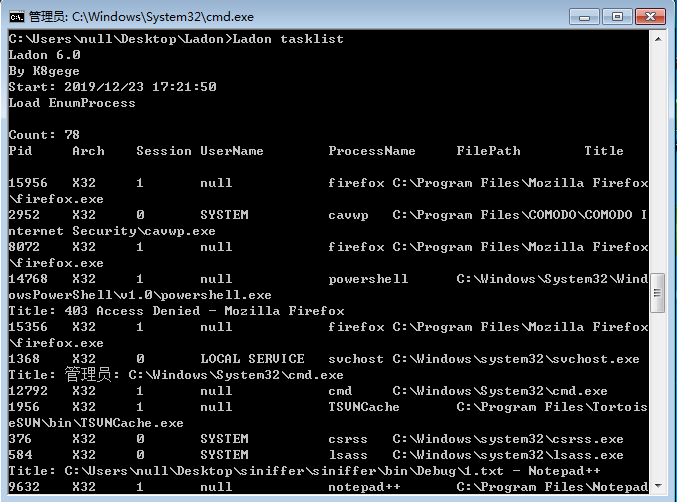 管理员: C:\Windows\System32\cmd.exe
C:\Users\null\Desktop\Ladon>Ladon tasklist
Ladon 6.0
By K8gege
Start: 2019/12/23 17:21:50
Load EnumProcess
Count: 78
Pid     Arch    Session UserName        ProcessName     FilePath        Title
15956   X32     1       null            firefox C:\Program Files\Mozilla Firefox
\firefox.exe
2952    X32     0       SYSTEM          cavwp   C:\Program Files\COMODO\COMODO I
nternet Security\cavwp.exe
8072    X32     1       null            firefox C:\Program Files\Mozilla Firefox
\firefox.exe
14768   X32     1       null            powershell      C:\Windows\System32\Wind
owsPowerShell\v1.0\powershell.exe
Title: 403 Access Denied - Mozilla Firefox
15356   X32     1       null            firefox C:\Program Files\Mozilla Firefox
\firefox.exe
1368    X32     0       LOCAL SERVICE   svchost C:\Windows\system32\svchost.exe
Title: 管理员: C:\Windows\System32\cmd.exe
12792   X32     1       null            cmd     C:\Windows\System32\cmd.exe
1956    X32     1       null            TSVNCache       C:\Program Files\Tortois
eSVN\bin\TSVNCache.exe
376     X32     0       SYSTEM          csrss   C:\Windows\system32\csrss.exe
584     X32     0       SYSTEM          lsass   C:\Windows\system32\lsass.exe
Title: C:\Users\null\Desktop\siniffer\siniffer\bin\Debug\1.txt - Notepad++
9632    X32     1       null            notepad++       C:\Program Files\Notepad